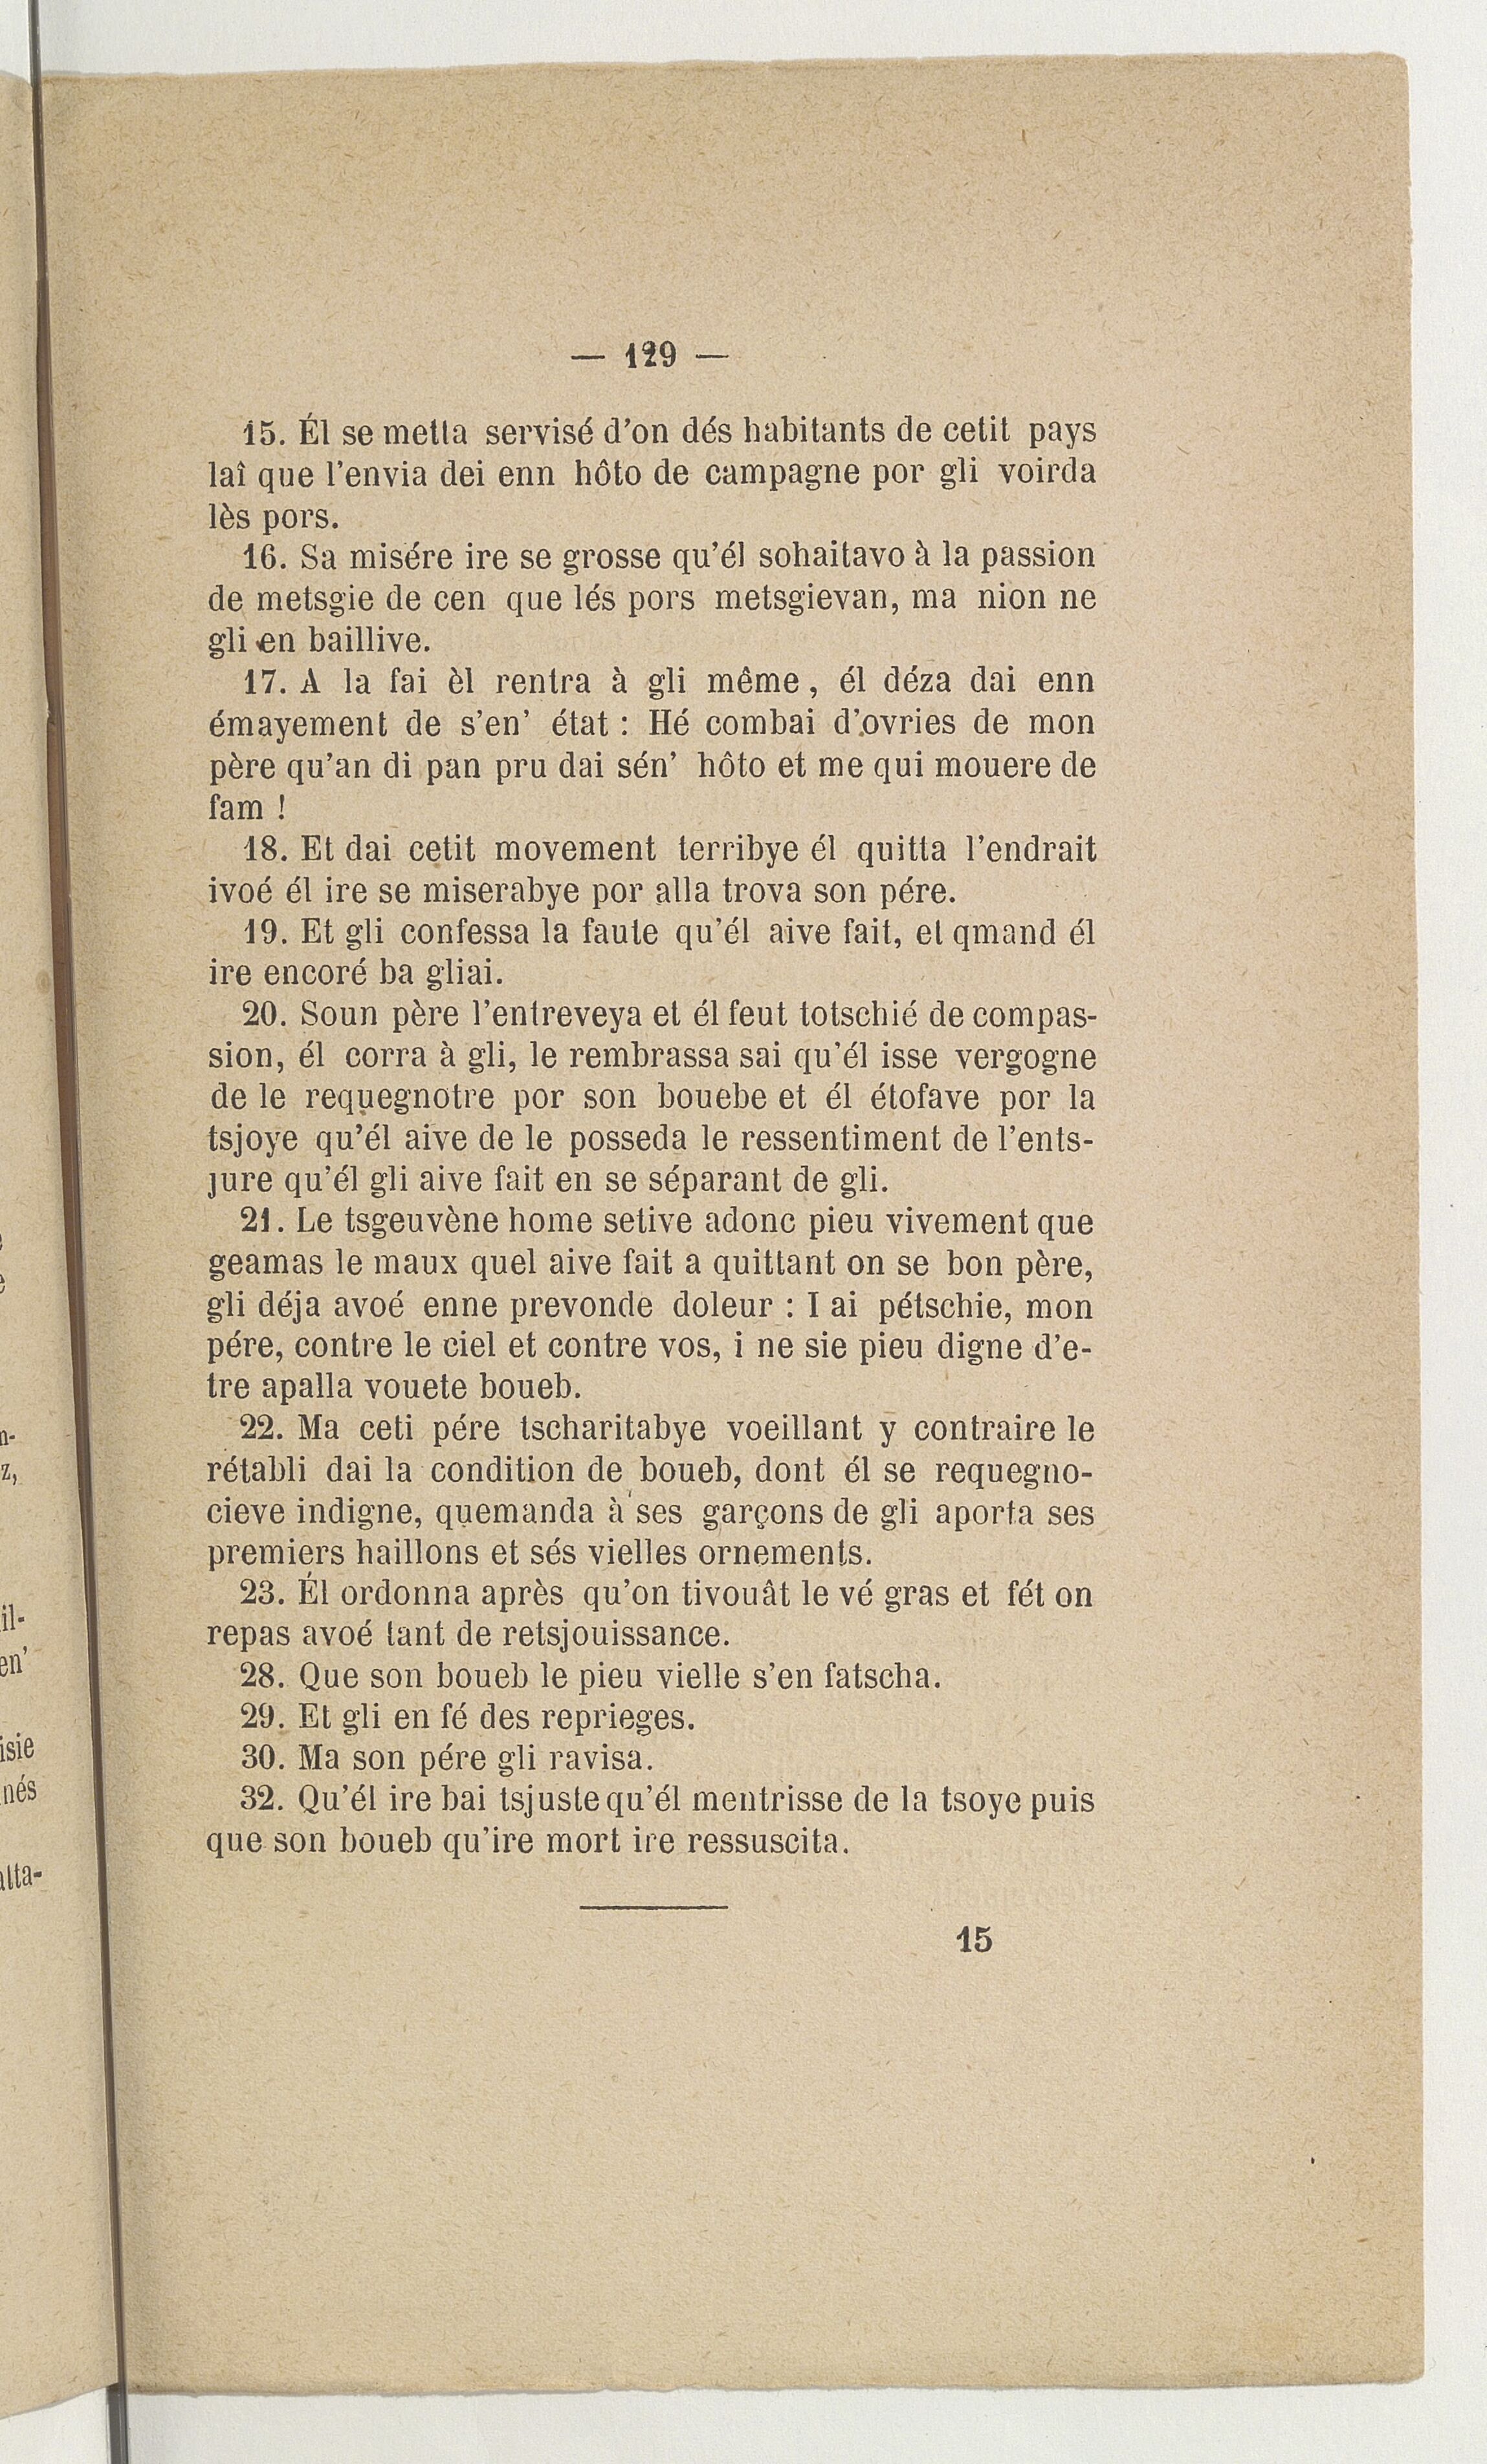 — 129 —
15. Él se metta servisé d'on dés habitants de cetit pays
laî que l'envia dei enn hôto de campagne por gli voirda
lès pors.
16. Sa misére ire se grosse qu'él sohaitavo à la passion
de metsgie de cen que lés pors metsgievan, ma nion ne
gli en baillive.
17. A la fai èl rentra à gli même, él déza dai enn
émayement de s'en' état : Hé combai d'ovries de mon
père qu'an di pan pru dai sén' hôto et me qui mouere de
fam !
18. Et dai cetit movement terribye él quitta l'endrait
ivoé él ire se miserabye por alla trova son pére.
19. Et gli confessa la faute qu'él aive fait, et qmand él
ire encoré ba gliai.
20. Soun père l'entreveya et él feut totschié de compas-
sion, él corra à gli, le rembrassa sai qu'él isse vergogne
de le requegnotre por son bouebe et él étofave por la
tsjoye qu'él aive de le posseda le ressentiment de l'ents-
jure qu'él gli aive fait en se séparant de gli.
21. Le tsgeuvène home setive adonc pieu vivement que
geamas le maux quel aive fait a quittant on se bon père,
gli déja avoé enne prevonde doleur : I ai pétschie, mon
pére, contre le ciel et contre vos, i ne sie pieu digne d'e-
tre apalla vouete boueb.
22. Ma ceti pére tscharitabye voeillant y contraire le
rétabli dai la condition de boueb, dont él se requegno-
cieve indigne, quemanda à ses garçons de gli aporta ses
premiers haillons et sés vielles ornements.
23. Él ordonna après qu'on tivouât le vé gras et fét on
repas avoé tant de retsjouissance.
28. Que son boueb le pieu vielle s'en fatscha.
29. Et gli en fé des reprieges.
30. Ma son pére gli ravisa.
32. Qu'él ire bai tsjuste qu'él mentrisse de la tsoye puis
que son boueb qu'ire mort ire ressuscita.
15
n-
z,
il-
en'
isie
nés